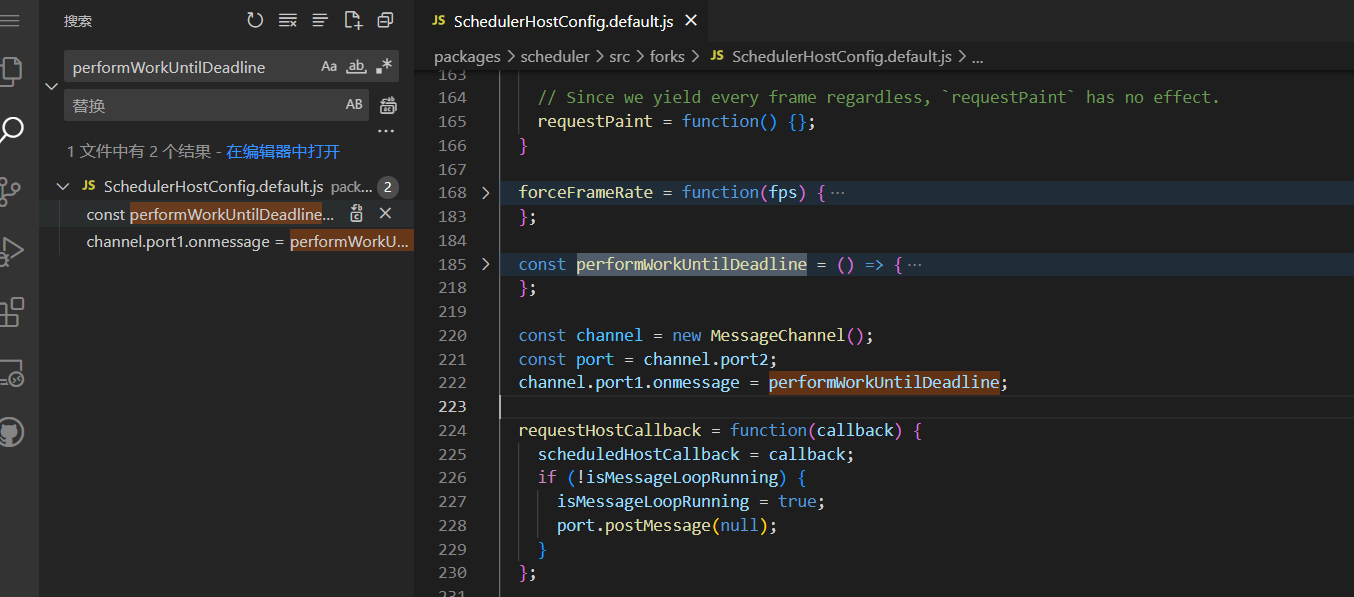 搜索
performWorkUntilDeadline Aa ab .*
替换 AB
...
1 文件中有 2 个结果 - 在编辑器中打开
JS SchedulerHostConfig.default.js pack... 2
const performWorkUntilDeadline...
channel.port1.onmessage = performWorkU...
JS SchedulerHostConfig.default.js
packages > scheduler > src > forks > JS SchedulerHostConfig.default.js > ...
163
164 // Since we yield every frame regardless, `requestPaint` has no effect.
165 requestPaint = function() {};
166 }
167
168 forceFrameRate = function(fps) {...
183 };
184
185 const performWorkUntilDeadline = () => {...
218 };
219
220 const channel = new MessageChannel();
221 const port = channel.port2;
222 channel.port1.onmessage = performWorkUntilDeadline;
223
224 requestHostCallback = function(callback) {
225 scheduledHostCallback = callback;
226 if (!isMessageLoopRunning) {
227 isMessageLoopRunning = true;
228 port.postMessage(null);
229 }
230 };
231